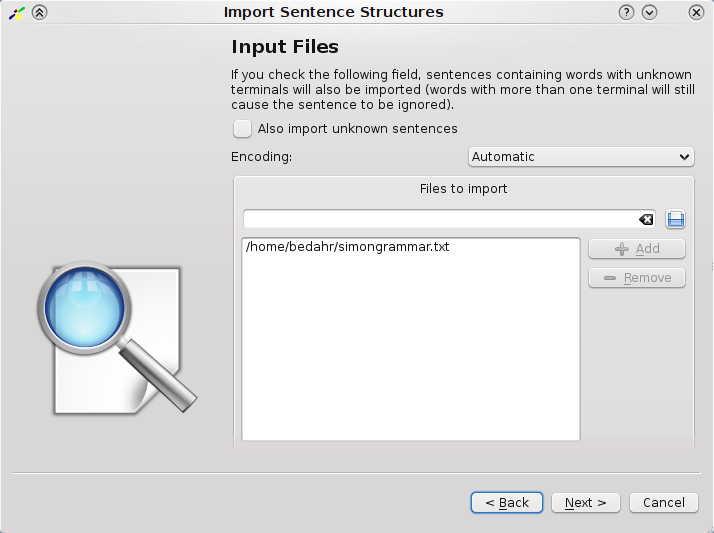 Import Sentence Structures
Input Files
If you check the following field, sentences containing words with unknown
terminals will also be imported (words with more than one terminal will still
cause the sentence to be ignored).
Also import unknown sentences
Encoding:
Automatic
Files to import
/home/bedahr/simongrammar.txt
Add
Remove
< Back
Next >
Cancel